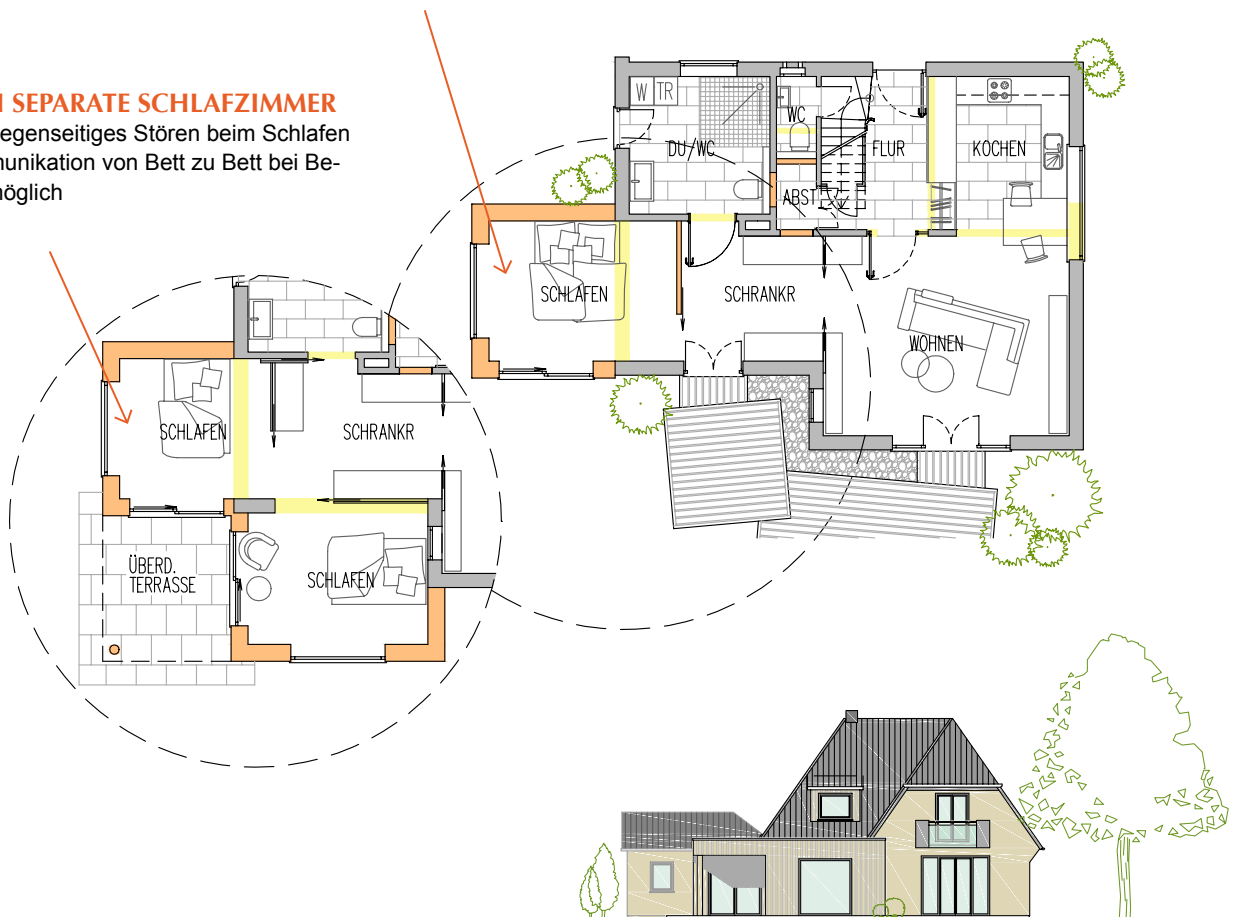 SEPARATE SCHLAFZIMMER
egenseitiges Stören beim Schlafen
unikation von Bett zu Bett bei Be-
möglich
W TR
WC
DU/WC
FLUR
KOCHEN
ABST
SCHLAFEN
SCHRANKR
WOHNEN
SCHLAFEN
SCHRANKR
ÜBERD.
TERRASSE
SCHLAFEN